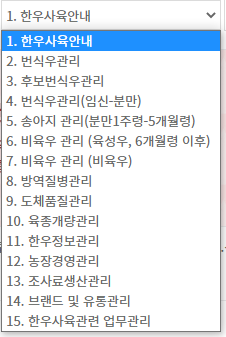 1. 한우사육안내
1. 한우사육안내
2. 번식우관리
3. 후보번식우관리
4. 번식우관리(임신-분만)
5. 송아지 관리(분만1주령-5개월령)
6. 비육우 관리 (육성우, 6개월령 이후)
7. 비육우 관리 (비육우)
8. 방역질병관리
9. 도체품질관리
10. 육종개량관리
11. 한우정보관리
12. 농장경영관리
13. 조사료생산관리
14. 브랜드 및 유통관리
15. 한우사육관련 업무관리